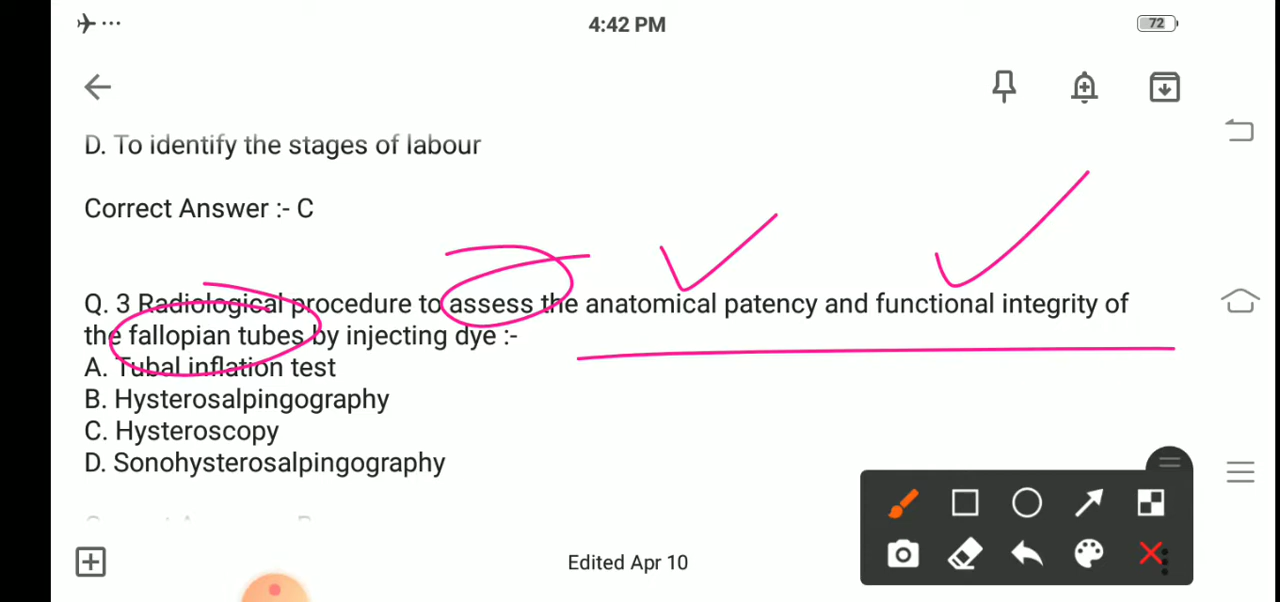 4:42 PM
72
D. To identify the stages of labour
Correct Answer :- C
Q. 3 Radiological procedure to assess the anatomical patency and functional integrity of
the fallopian tubes by injecting dye :-
A. Tubal inflation test
B. Hysterosalpingography
C. Hysteroscopy
D. Sonohysterosalpingography
Edited Apr 10